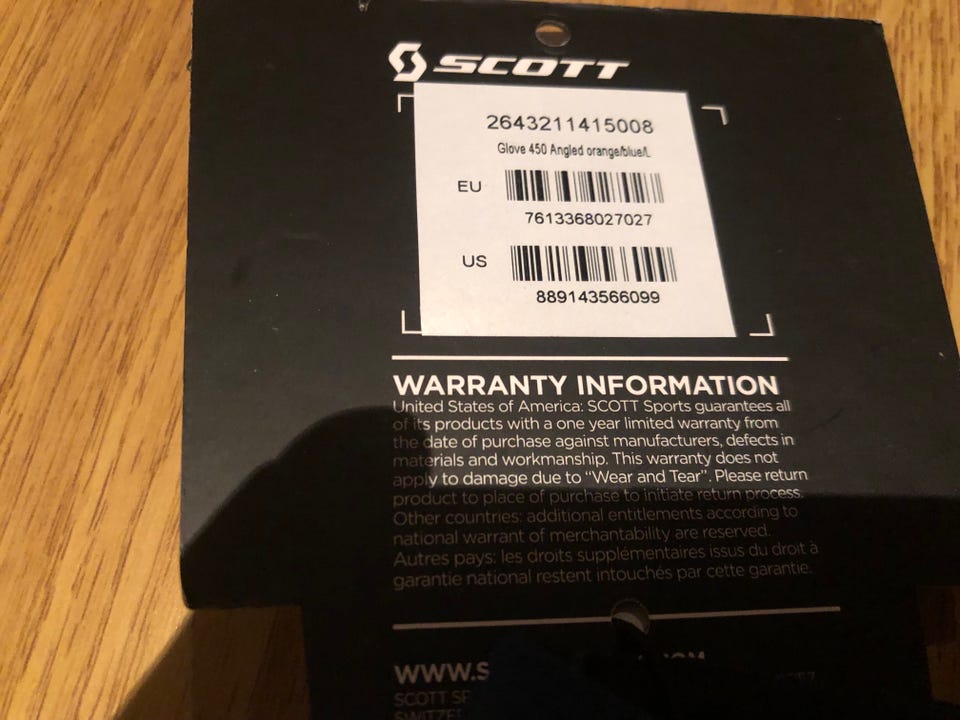 SCOTT
2643211415008
Glove 450 Angled orange/blue/L
EU
7613368027027
US
889143566099
WARRANTY INFORMATION
United States of America: SCOTT Sports guarantees all
of its products with a one year limited warranty from
the date of purchase against manufacturers, defects in
materials and workmanship. This warranty does not
apply to damage due to “Wear and Tear”. Please return
product to place of purchase to initiate return process.
Other countries: additional entitlements according to
national warrant of merchantability are reserved.
Autres pays: les droits supplémentaires issus du droit à
garantie national restent intouchés par cette garantie.
WWW.S
SCOTT SP